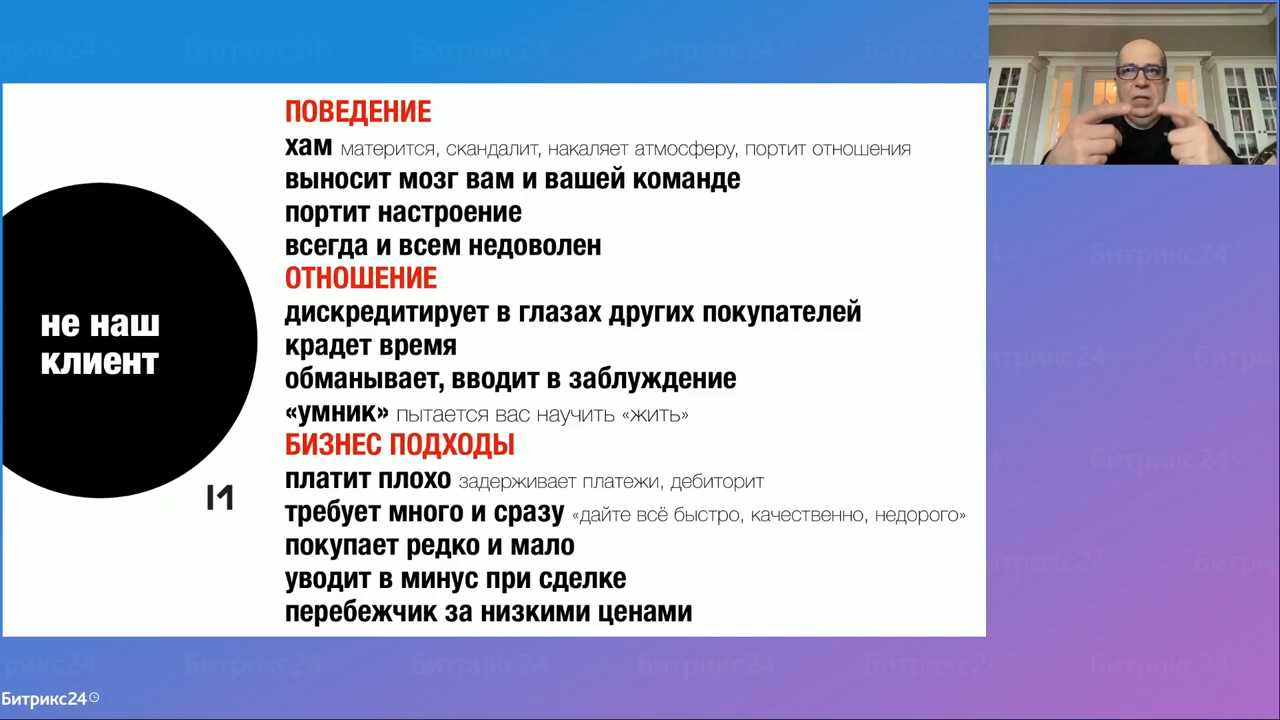 не наш
клиент
ПОВЕДЕНИЕ
хам матерится, скандалит, накаляет атмосферу, портит отношения
выносит мозг вам и вашей команде
портит настроение
всегда и всем недоволен
ОТНОШЕНИЕ
дискредитирует в глазах других покупателей
крадет время
обманывает, вводит в заблуждение
«умник» пытается вас научить «жить»
БИЗНЕС ПОДХОДЫ
платит плохо задерживает платежи, дебиторит
требует много и сразу «дайте всё быстро, качественно, недорого»
покупает редко и мало
уводит в минус при сделке
перебежчик за низкими ценами
Битрикс24